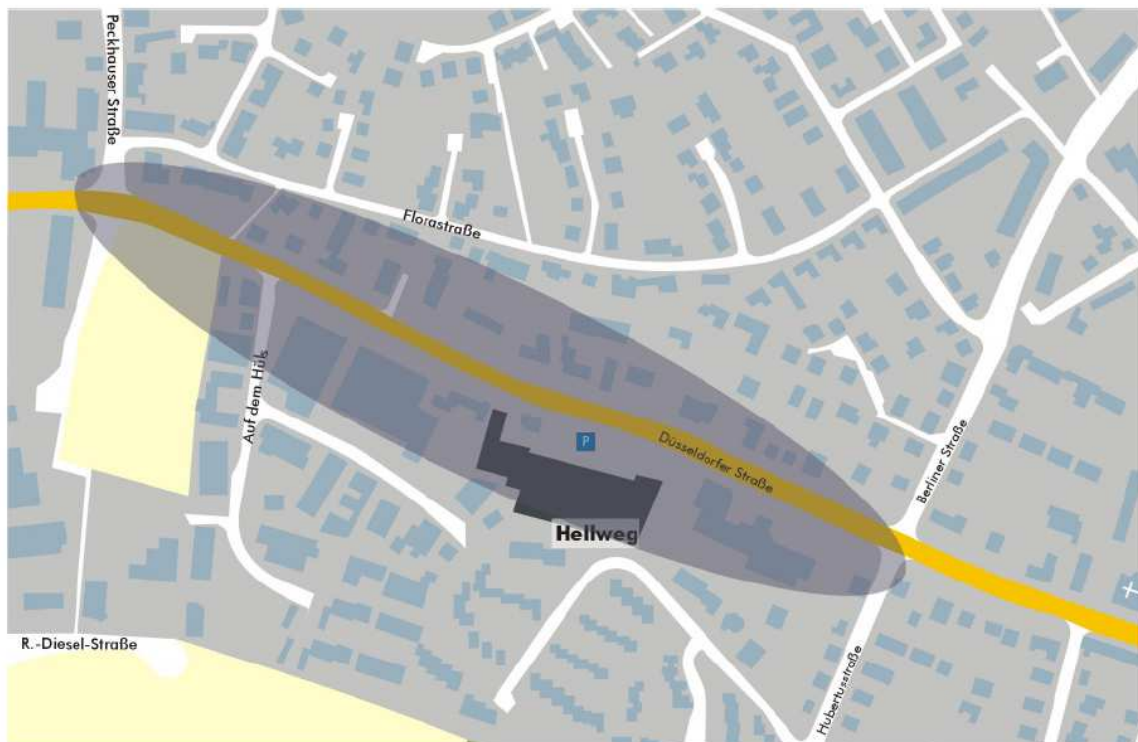 Peckhauser Straße
Florastraße
Auf dem Hüls
P
Düsseldorfer Straße
Berliner Straße
Hellweg
R.-Diesel-Straße
Hubertusstraße